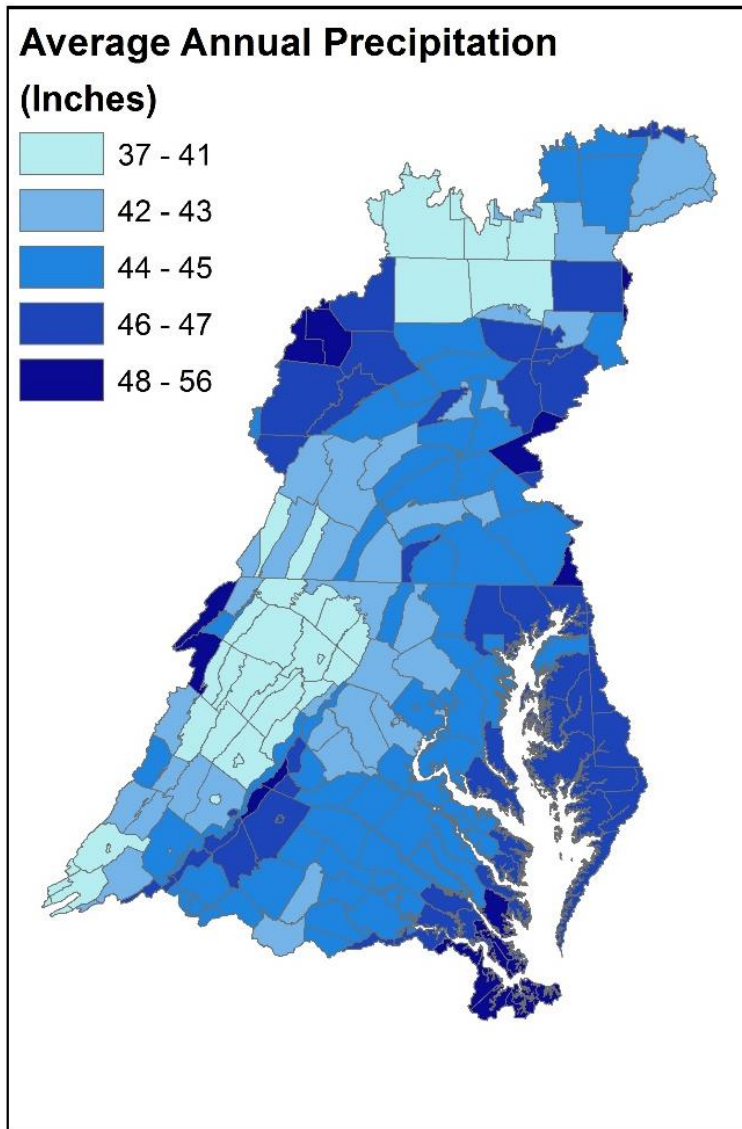 Average Annual Precipitation
(Inches)
37 - 41
42 - 43
44 - 45
46 - 47
48 - 56